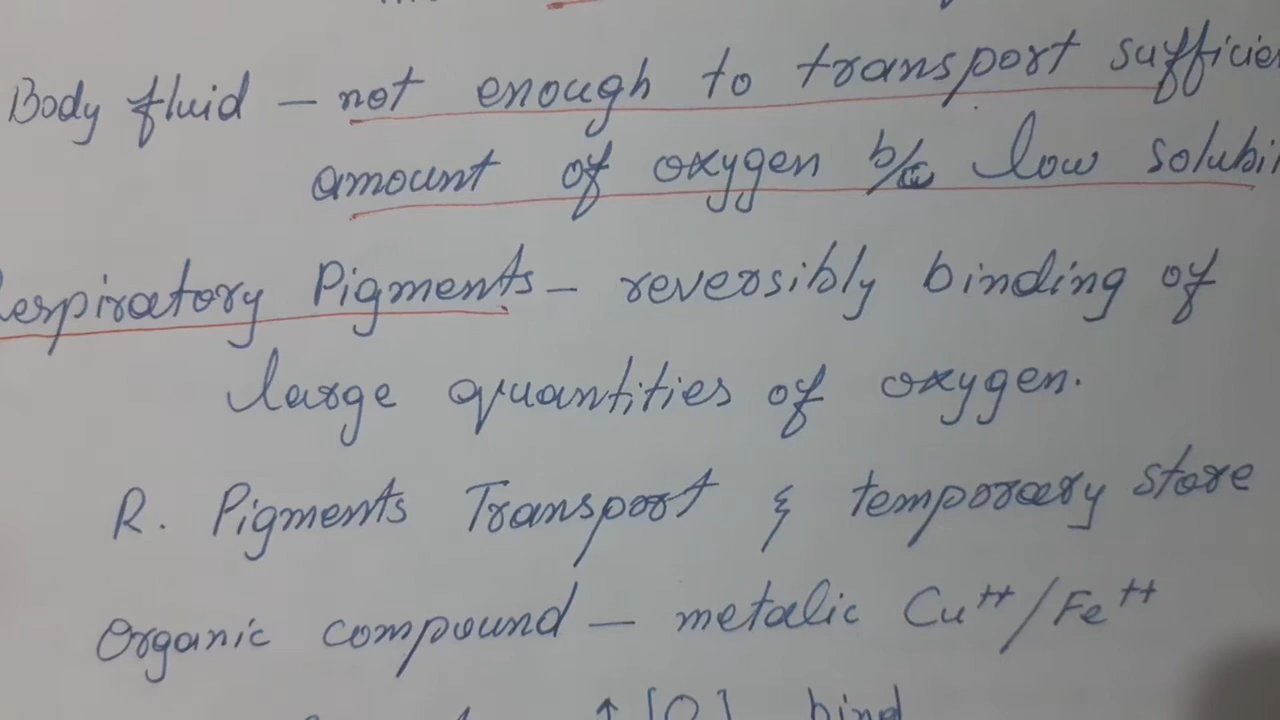 Body fluid – not enough to transport sufficie
amount of oxygen b/c low solubi
espiratory Pigments – reversibly binding of
large quantities of oxygen.
R. Pigments Transport & temporary store
Organic compound – metalic Cu++/Fe++
↑ [O] bind